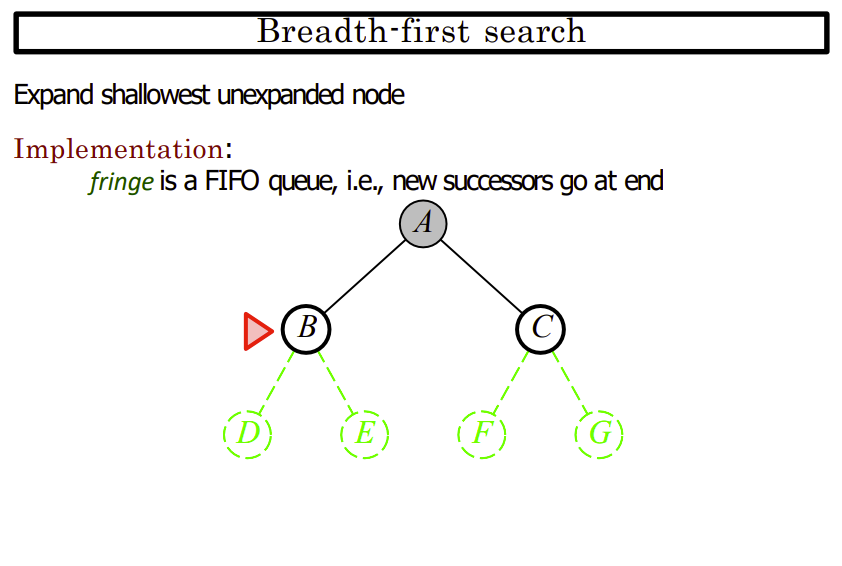 Breadth-first search
Expand shallowest unexpanded node
Implementation:
fringe is a FIFO queue, i.e., new successors go at end
A
B C
D E F G